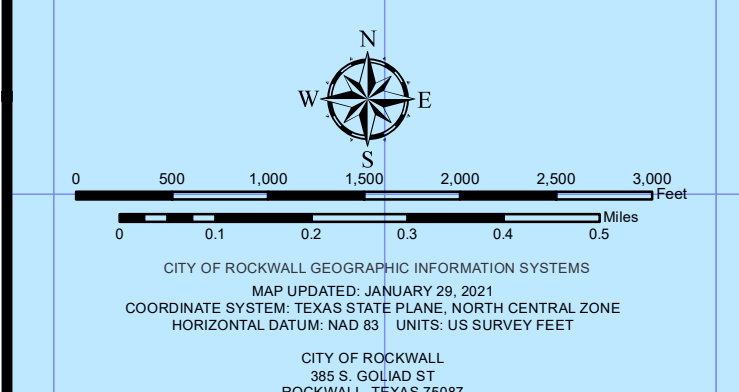 N
W E
S
0 500 1,000 1,500 2,000 2,500 3,000
Feet
Miles
0 0.1 0.2 0.3 0.4 0.5
CITY OF ROCKWALL GEOGRAPHIC INFORMATION SYSTEMS
MAP UPDATED: JANUARY 29, 2021
COORDINATE SYSTEM: TEXAS STATE PLANE, NORTH CENTRAL ZONE
HORIZONTAL DATUM: NAD 83 UNITS: US SURVEY FEET
CITY OF ROCKWALL
385 S. GOLIAD ST
ROCKWALL, TEXAS 75087